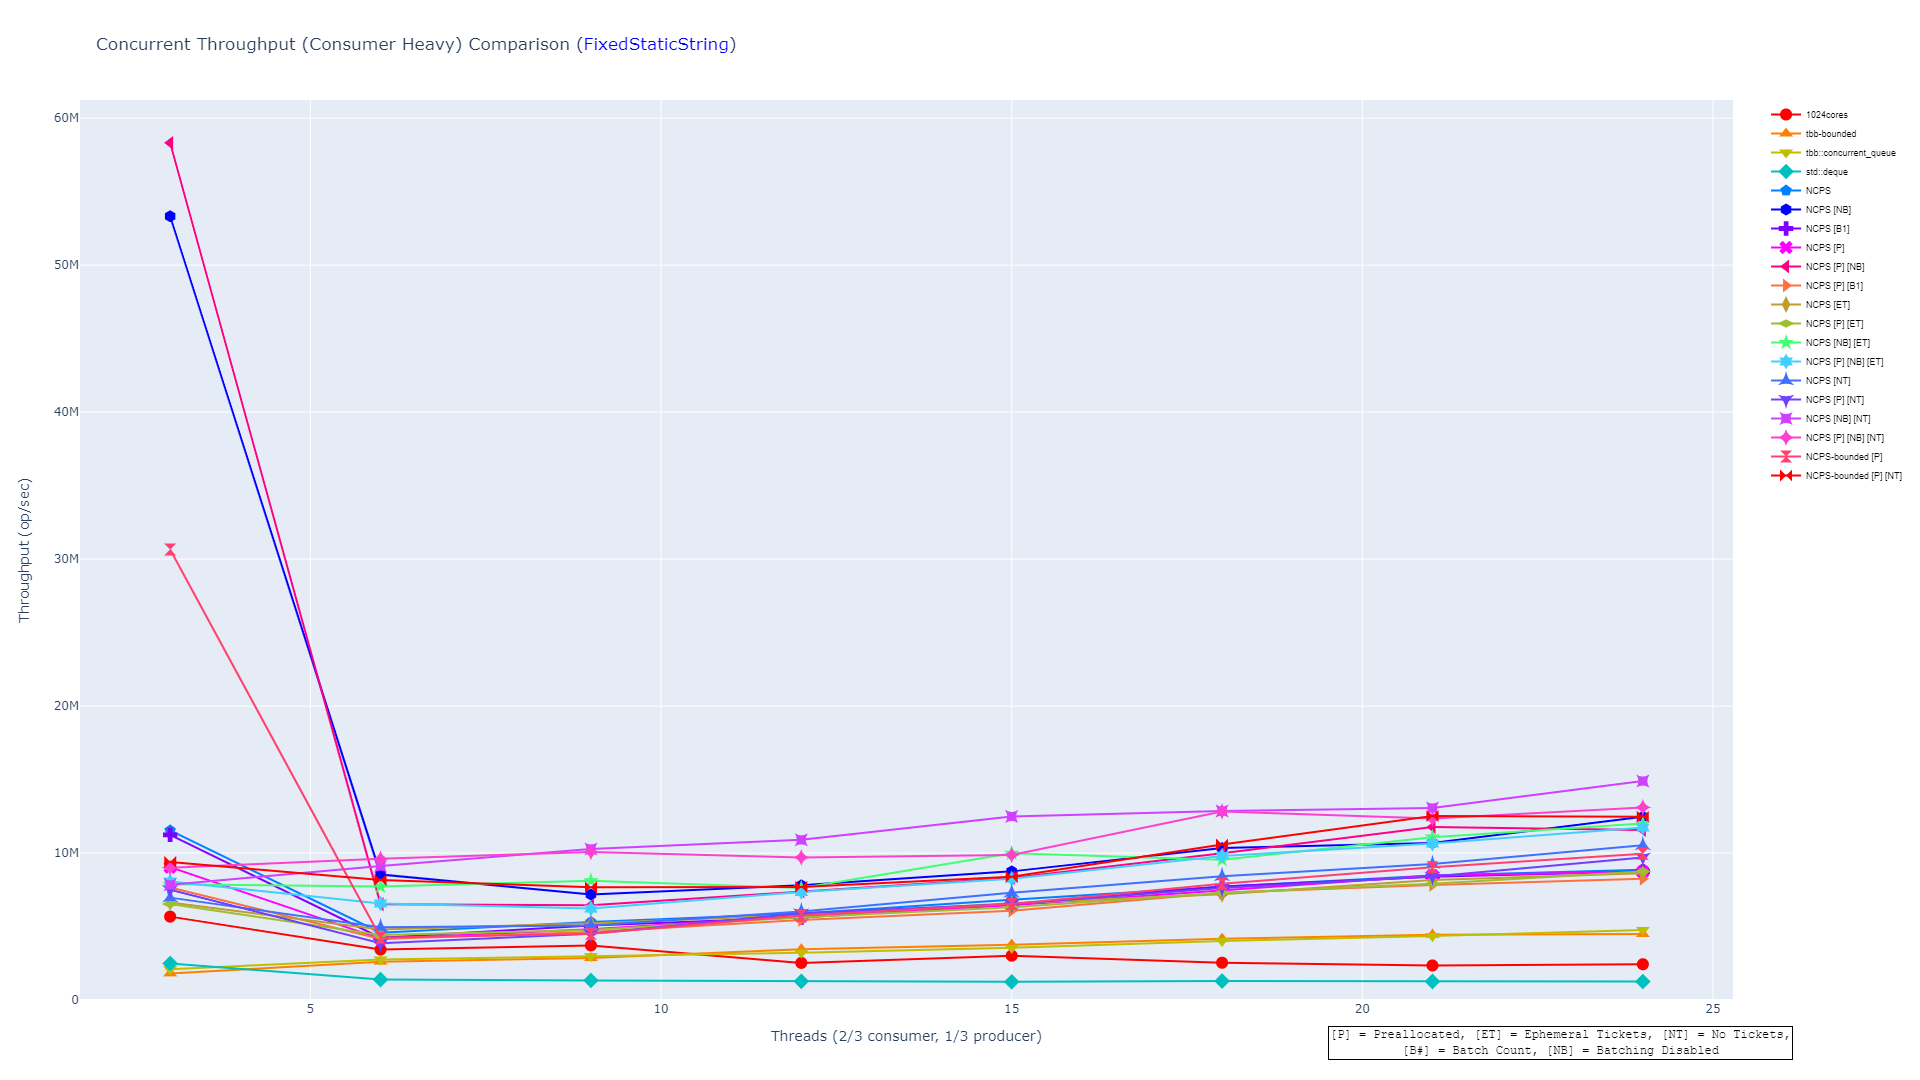 Concurrent Throughput (Consumer Heavy) Comparison (FixedStaticString)
60M
50M
40M
30M
20M
10M
0
Throughput (op/sec)
5
10
15
20
25
Threads (2/3 consumer, 1/3 producer)
1024cores
tbb-bounded
tbb::concurrent_queue
std::deque
NCPS
NCPS [NB]
NCPS [B1]
NCPS [P]
NCPS [P] [NB]
NCPS [P] [B1]
NCPS [ET]
NCPS [P] [ET]
NCPS [NB] [ET]
NCPS [P] [NB] [ET]
NCPS [NT]
NCPS [P] [NT]
NCPS [NB] [NT]
NCPS [P] [NB] [NT]
NCPS-bounded [P]
NCPS-bounded [P] [NT]
[P] = Preallocated, [ET] = Ephemeral Tickets, [NT] = No Tickets,
[B#] = Batch Count, [NB] = Batching Disabled